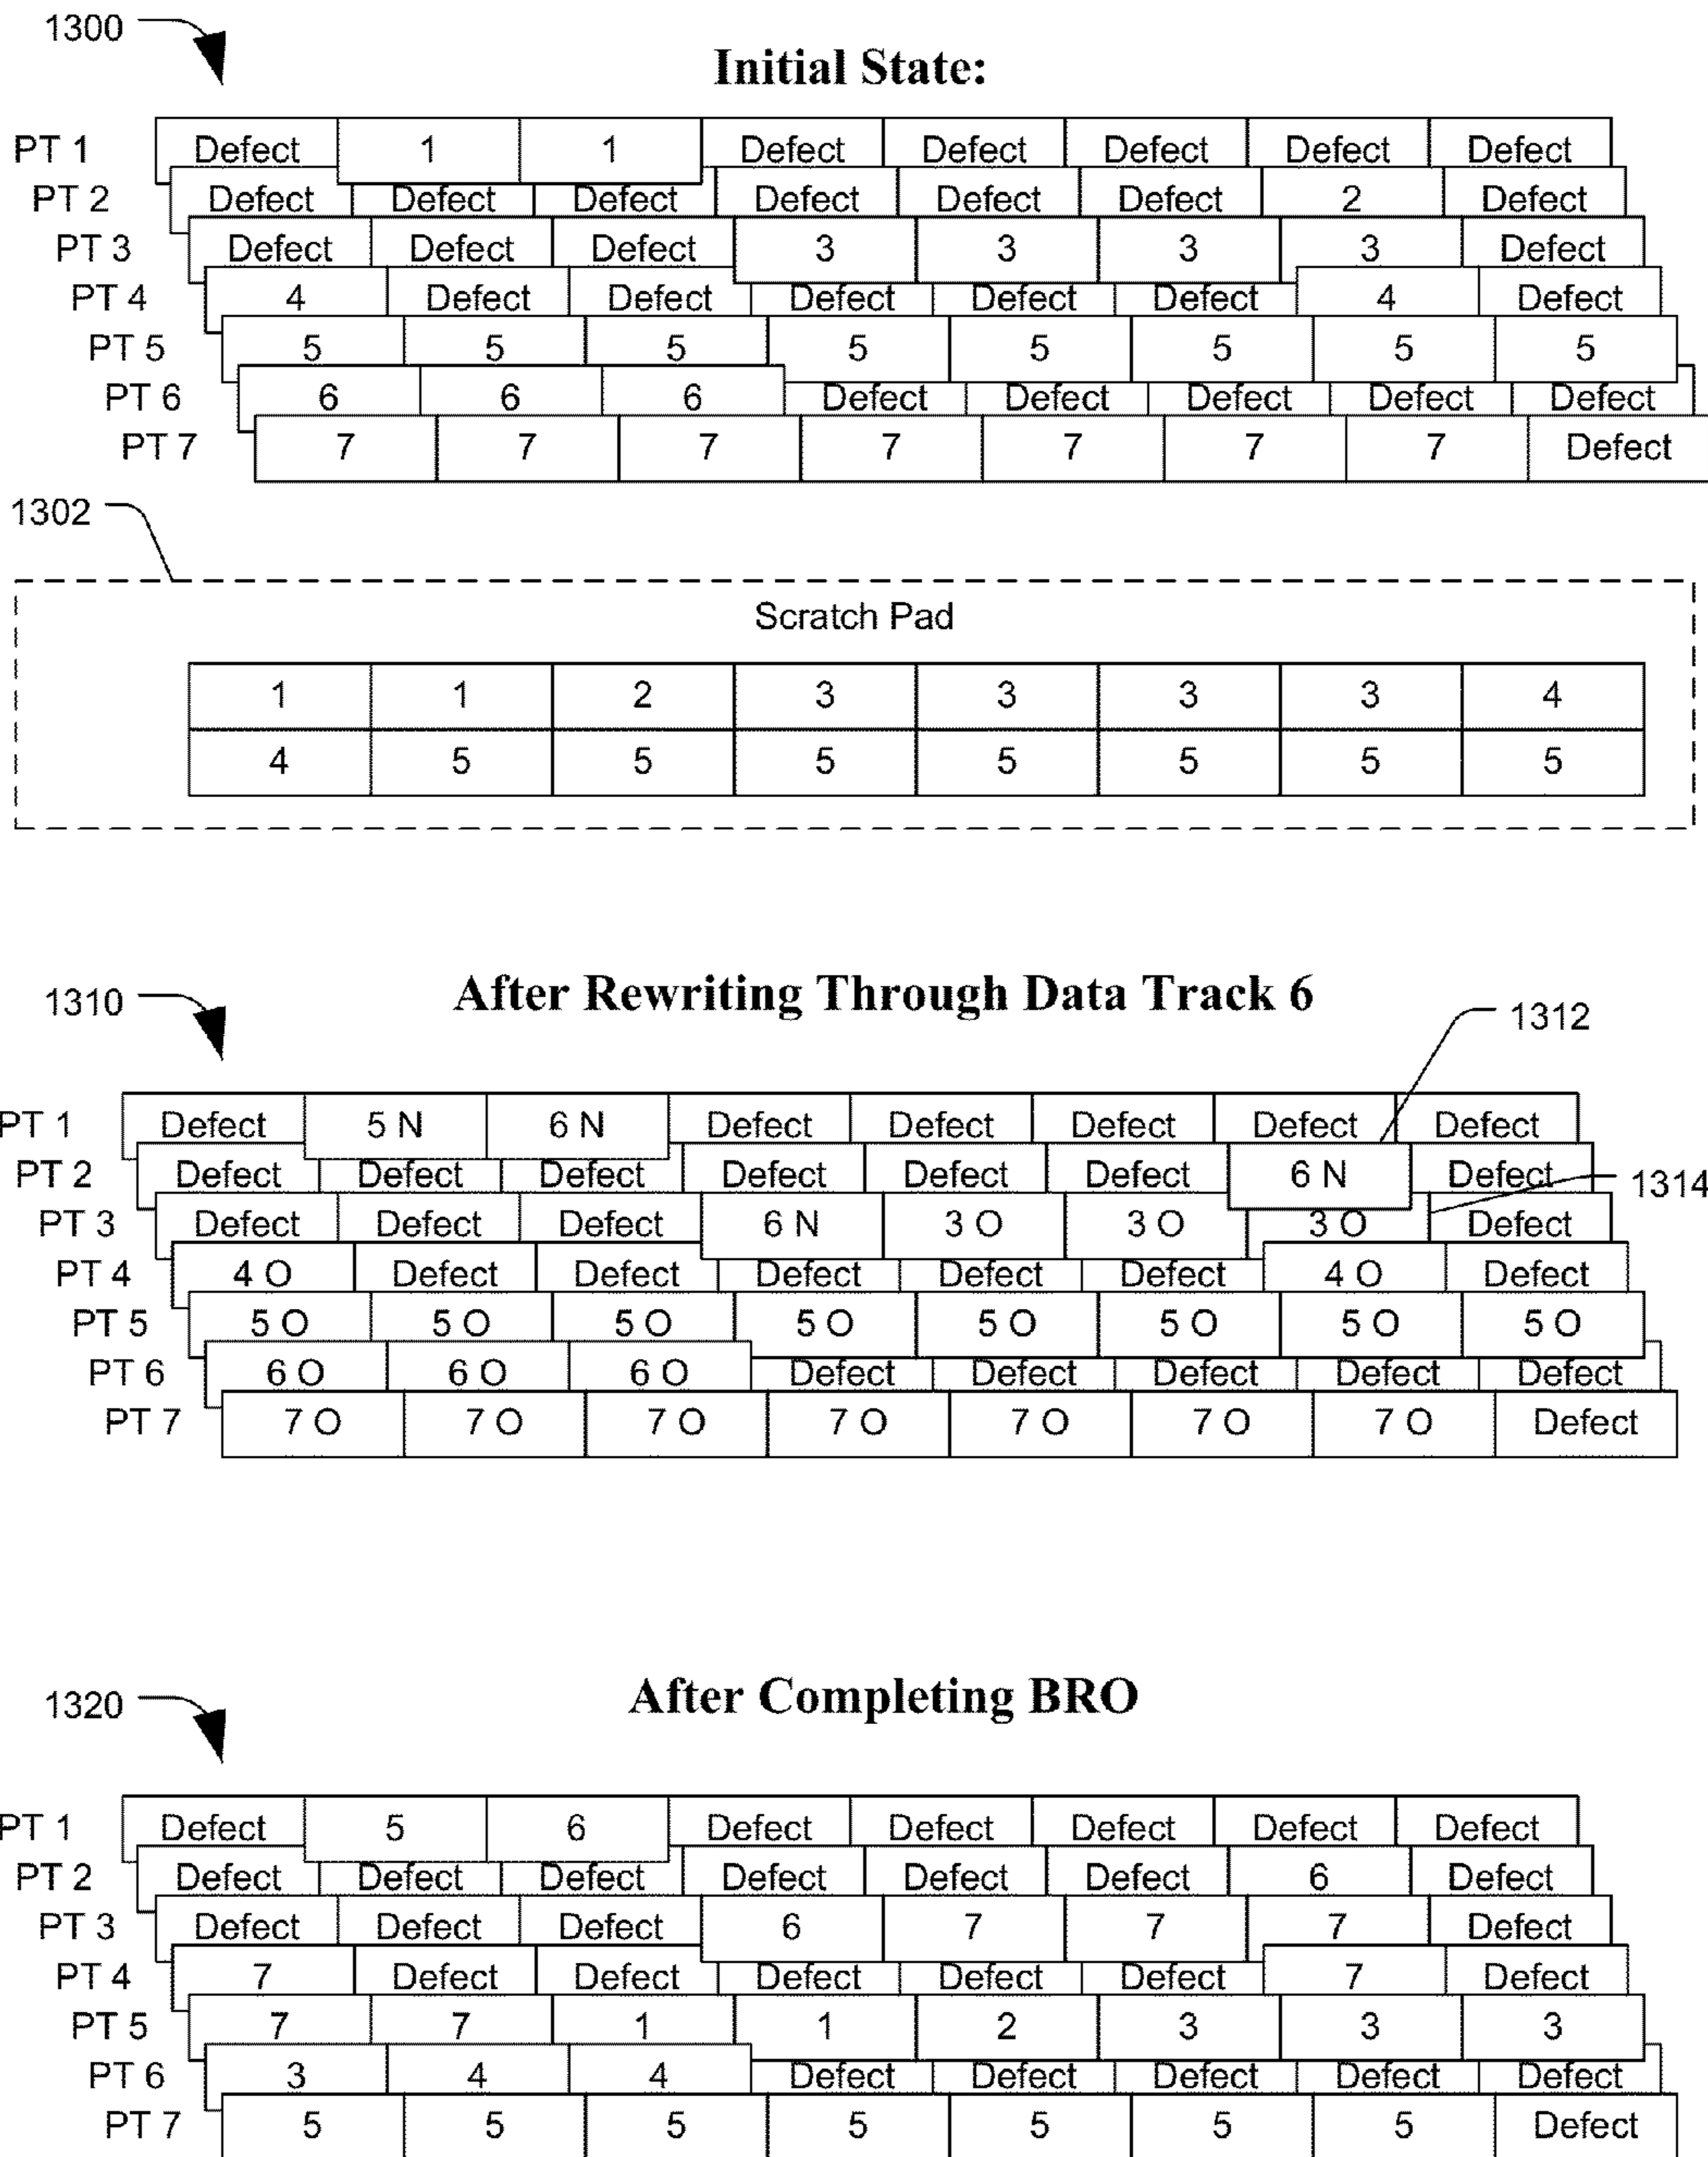 1300
Initial State:
PT 1 Defect 1 1 Defect Defect Defect Defect Defect
PT 2 Defect Defect Defect Defect Defect Defect 2 Defect
PT 3 Defect Defect Defect 3 3 3 3 Defect
PT 4 4 Defect Defect Defect Defect Defect 4 Defect
PT 5 5 5 5 5 5 5 5 5
PT 6 6 6 6 Defect Defect Defect Defect Defect
PT 7 7 7 7 7 7 7 7 Defect
1302
Scratch Pad
1 1 2 3 3 3 3 4
4 5 5 5 5 5 5 5
After Rewriting Through Data Track 6
1310
1312
PT 1 Defect 5 N 6 N Defect Defect Defect Defect Defect
PT 2 Defect Defect Defect Defect Defect Defect 6 N Defect
1314
PT 3 Defect Defect Defect 6 N 3 O 3 O 3 O Defect
PT 4 4 O Defect Defect Defect Defect Defect 4 O Defect
PT 5 5 O 5 O 5 O 5 O 5 O 5 O 5 O 5 O
PT 6 6 O 6 O 6 O Defect Defect Defect Defect Defect
PT 7 7 O 7 O 7 O 7 O 7 O 7 O 7 O Defect
After Completing BRO
1320
PT 1 Defect 5 6 Defect Defect Defect Defect Defect
PT 2 Defect Defect Defect Defect Defect Defect 6 Defect
PT 3 Defect Defect Defect 6 7 7 7 Defect
PT 4 7 Defect Defect Defect Defect Defect 7 Defect
PT 5 7 7 1 1 2 3 3 3
PT 6 3 4 4 Defect Defect Defect Defect Defect
PT 7 5 5 5 5 5 5 5 Defect